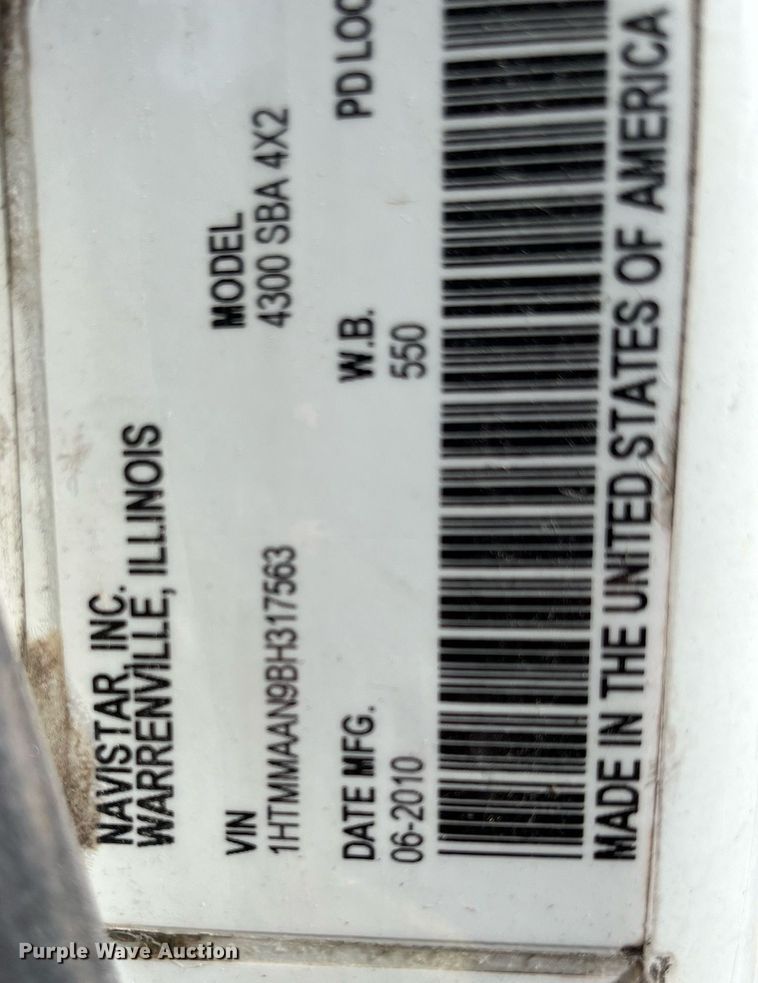 NAVISTAR, INC.
WARRENVILLE, ILLINOIS
VIN
1HTMMAAN9BH317563
MODEL
4300 SBA 4X2
DATE MFG.
06-2010
W.B.
550
PD LOC
MADE IN THE UNITED STATES OF AMERICA
Purple Wave Auction